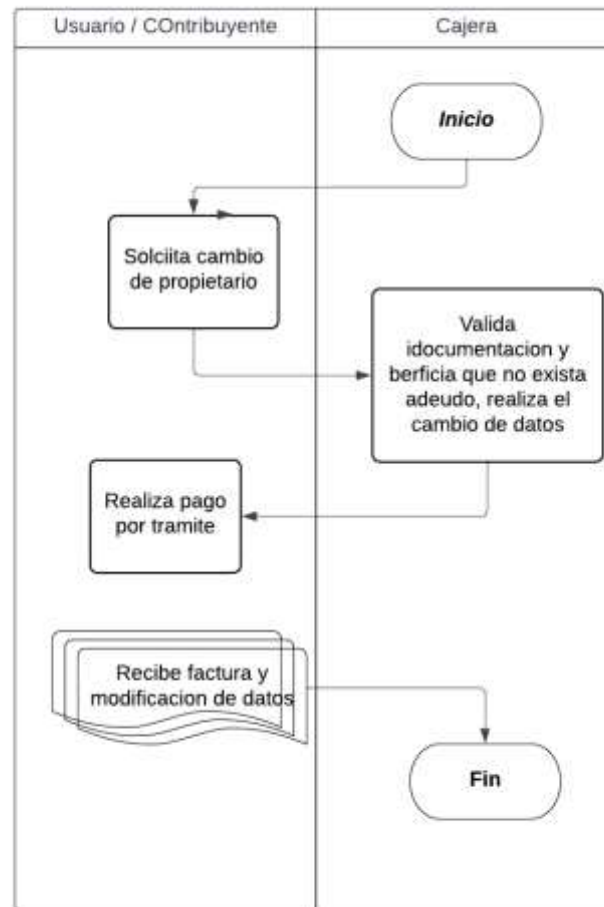 Usuario / COntribuyente
Cajera
Inicio
Solciita cambio
de propietario
Valida
idocumentacion y
berficia que no exista
adeudo, realiza el
cambio de datos
Realiza pago
por tramite
Recibe factura y
modificacion de datos
Fin